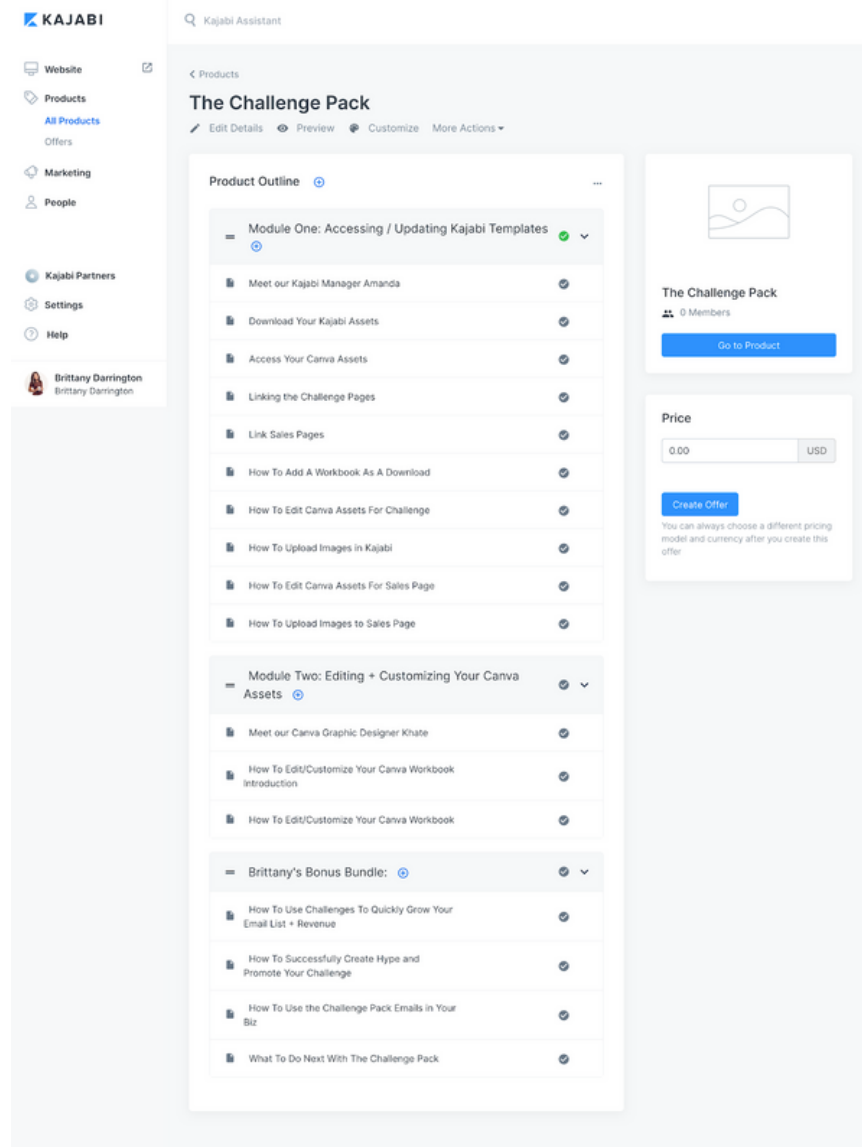 KAJABI
Kajabi Assistant
Website
Products
All Products
Offers
Marketing
People
Kajabi Partners
Settings
Help
Brittany Darrington
Brittany Darrington
Products
The Challenge Pack
Edit Details Preview Customize More Actions
Product Outline
Module One: Accessing / Updating Kajabi Templates
Meet our Kajabi Manager Amanda
Download Your Kajabi Assets
Access Your Canva Assets
Linking the Challenge Pages
Link Sales Pages
How To Add A Workbook As A Download
How To Edit Canva Assets For Challenge
How To Upload Images in Kajabi
How To Edit Canva Assets For Sales Page
How To Upload Images to Sales Page
Module Two: Editing + Customizing Your Canva
Assets
Meet our Canva Graphic Designer Khate
How To Edit/Customize Your Canva Workbook
Introduction
How To Edit/Customize Your Canva Workbook
Brittany's Bonus Bundle:
How To Use Challenges To Quickly Grow Your
Email List + Revenue
How To Successfully Create Hype and
Promote Your Challenge
How To Use the Challenge Pack Emails in Your
Biz
What To Do Next With The Challenge Pack
The Challenge Pack
0 Members
Go to Product
Price
0.00 USD
Create Offer
You can always choose a different pricing
model and currency after you create this
offer